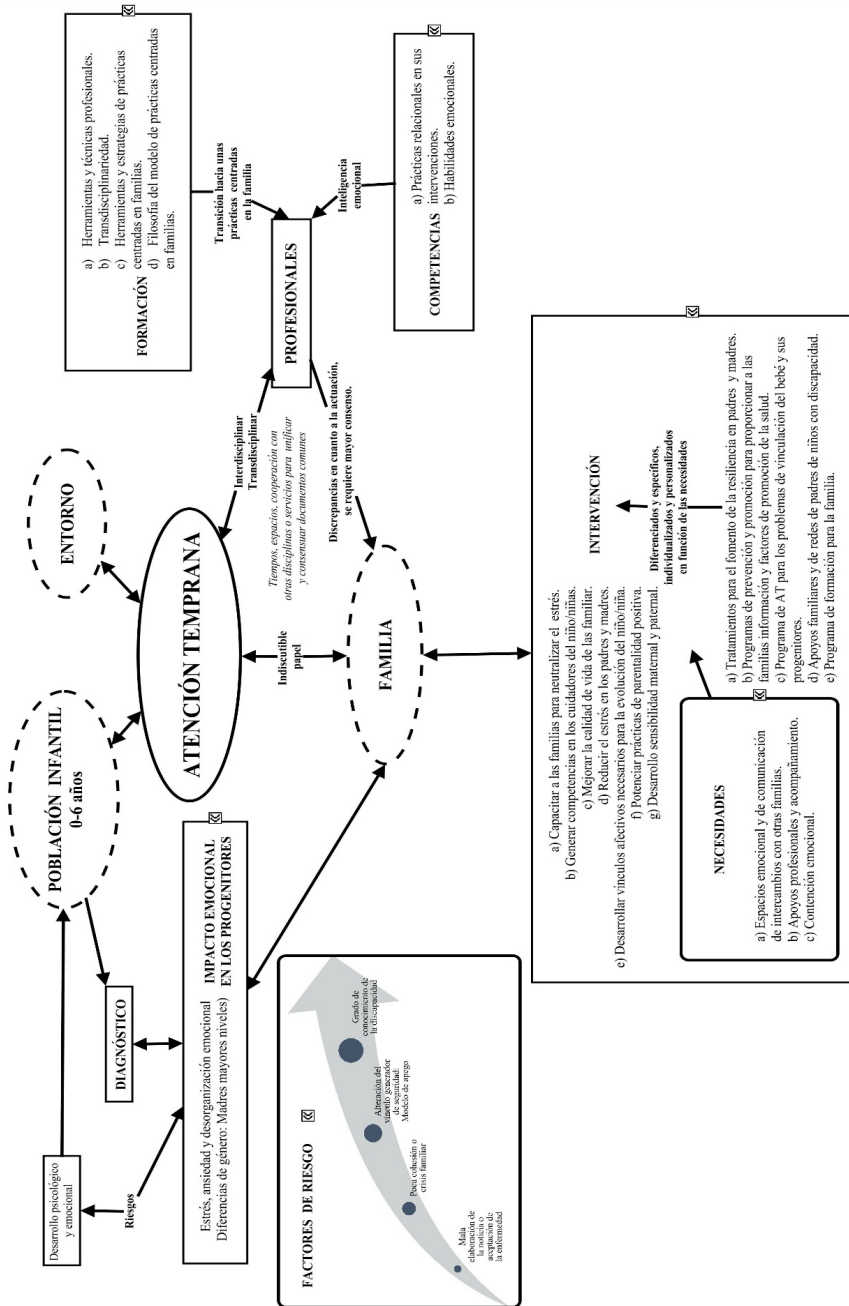 Desarrollo psicológico
y emocional
Riesgos
DIAGNÓSTICO
POBLACIÓN INFANTIL
0-6 años
ENTORNO
ATENCIÓN TEMPRANA
Estrés, ansiedad y desorganización emocional
Diferencias de género: Madres mayores niveles)
IMPACTO EMOCIONAL
EN LOS PROGENITORES
Indiscutible
papel
FAMILIA
Interdisciplinar
Transdisciplinar
Tiempos, espacios, cooperación con
otras disciplinas o servicios para unificar
y consensuar documentos comunes
Discrepancias en cuanto a la actuación,
se requiere mayor consenso.
PROFESIONALES
a) Herramientas y técnicas profesionales.
b) Transdisciplinariedad.
c) Herramientas y estrategias de prácticas
centradas en familias.
d) Filosofía del modelo de prácticas centradas
en familias.
FORMACIÓN
Transición hacia unas
prácticas centradas
en la familia
Inteligencia
emocional
a) Prácticas relacionales en sus
intervenciones.
b) Habilidades emocionales.
COMPETENCIAS
FACTORES DE RIESGO
Mala
elaboración de
la noticia o
aceptación de
la enfermedad
Poca cohesión o
crisis familiar
Alteración del
vínculo generador
de seguridad:
Modelo de apego
Grado de
conocimiento de
la discapacidad
a) Capacitar a las familias para neutralizar el estrés.
b) Generar competencias en los cuidadores del niño/niñas.
c) Mejorar la calidad de vida de las familiar.
d) Reducir el estrés en los padres y madres.
e) Desarrollar vínculos afectivos necesarios para la evolución del niño/niña.
f) Potenciar prácticas de parentalidad positiva.
g) Desarrollo sensibilidad maternal y paternal.
INTERVENCIÓN
Diferenciados y específicos,
individualizados y personalizados
en función de las necesidades
NECESIDADES
a) Espacios emocional y de comunicación
de intercambios con otras familias.
b) Apoyos profesionales y acompañamiento.
c) Contención emocional.
a) Tratamientos para el fomento de la resiliencia en padres y madres.
b) Programas de prevención y promoción para proporcionar a las
familias información y factores de promoción de la salud.
c) Programa de AT para los problemas de vinculación del bebé y sus
progenitores.
d) Apoyos familiares y de redes de padres de niños con discapacidad.
e) Programa de formación para la familia.